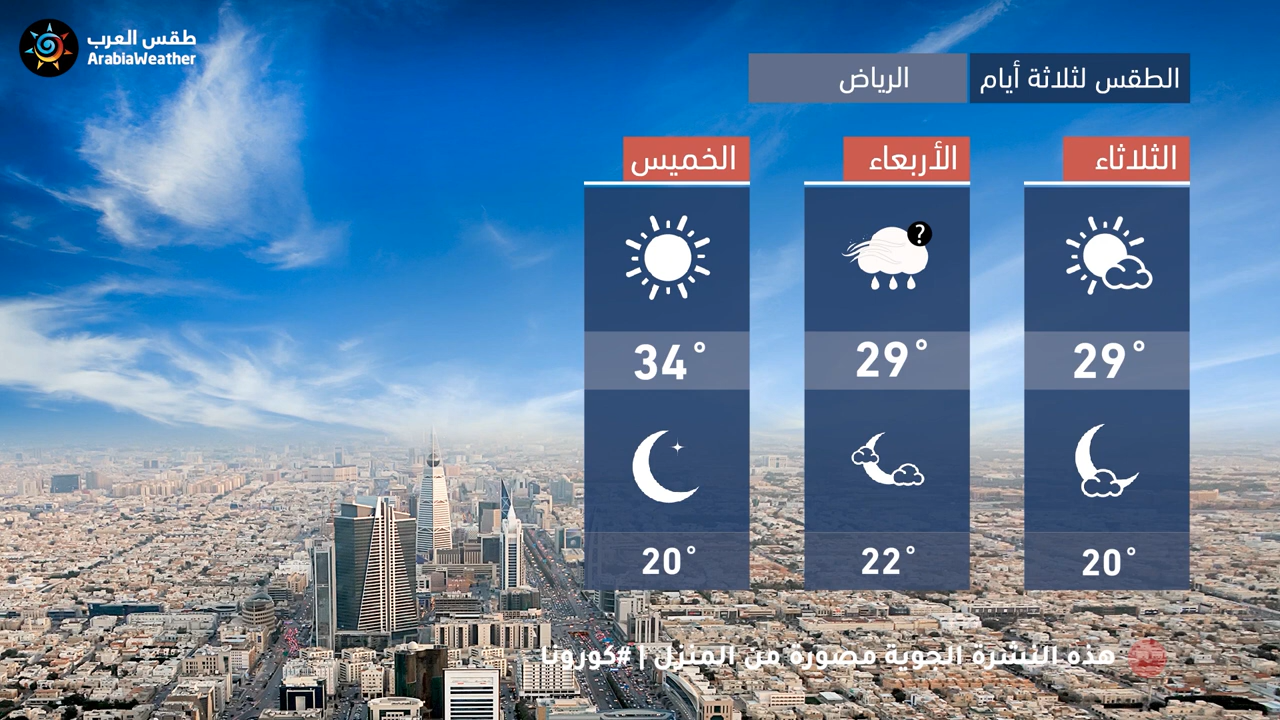 طقس العرب
ArabiaWeather
الطقس لثلاثة أيام
الرياض
الثلاثاء
الأربعاء
الخميس
?
29°
29°
34°
20°
22°
20°
هذه النشرة الجوية مصورة من المنزل | #كورونا